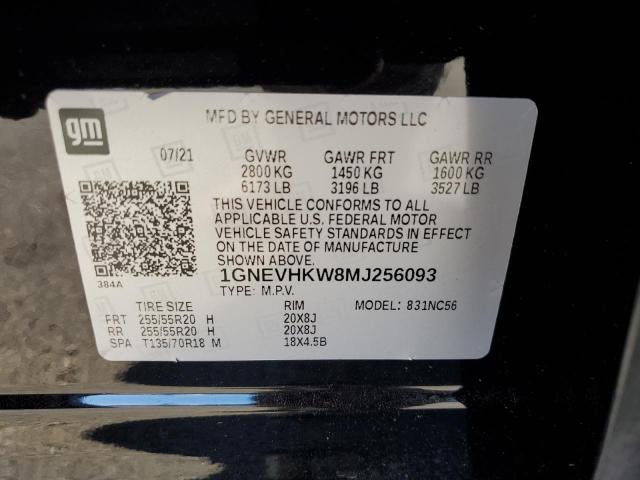 gm
MFD BY GENERAL MOTORS LLC
07/21 GVWR GAWR FRT GAWR RR
2800 KG 1450 KG 1600 KG
6173 LB 3196 LB 3527 LB
THIS VEHICLE CONFORMS TO ALL
APPLICABLE U.S. FEDERAL MOTOR
VEHICLE SAFETY STANDARDS IN EFFECT
ON THE DATE OF MANUFACTURE
SHOWN ABOVE.
384A 1GNEVHKW8MJ256093
TYPE: M.P.V.
TIRE SIZE RIM MODEL: 831NC56
FRT 255/55R20 H 20X8J
RR 255/55R20 H 20X8J
SPA T135/70R18 M 18X4.5B